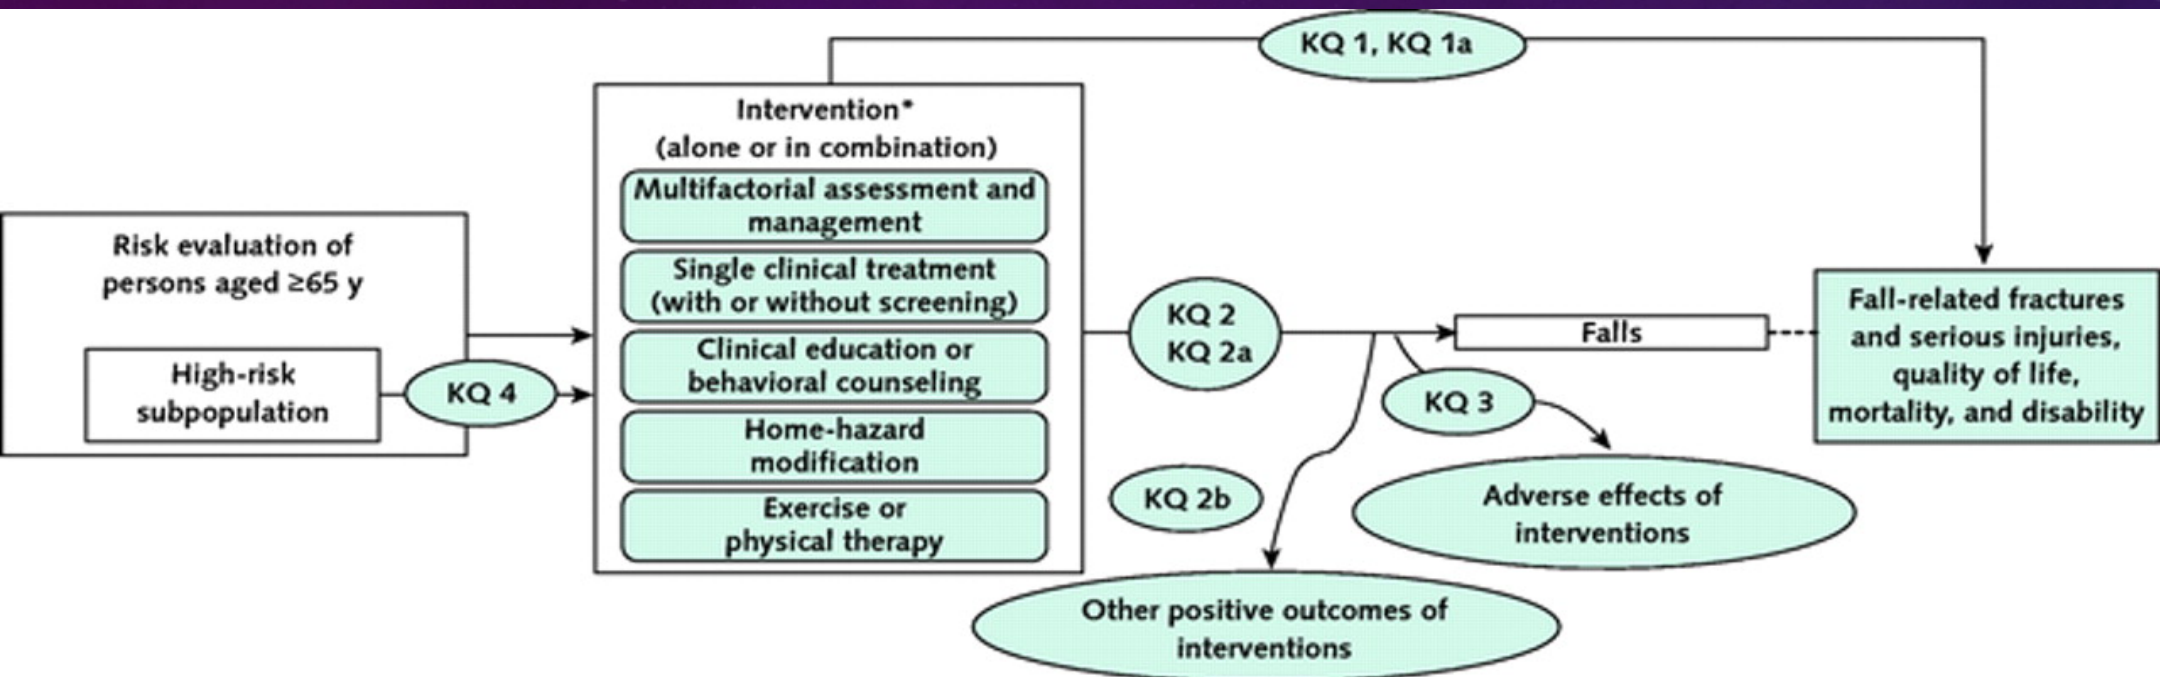 KQ 1, KQ 1a
Intervention*
(alone or in combination)
Multifactorial assessment and
management
Single clinical treatment
(with or without screening)
Clinical education or
behavioral counseling
Home-hazard
modification
Exercise or
physical therapy
Risk evaluation of
persons aged ≥65 y
High-risk
subpopulation
KQ 4
KQ 2
KQ 2a
Falls
Fall-related fractures
and serious injuries,
quality of life,
mortality, and disability
KQ 3
KQ 2b
Adverse effects of
interventions
Other positive outcomes of
interventions